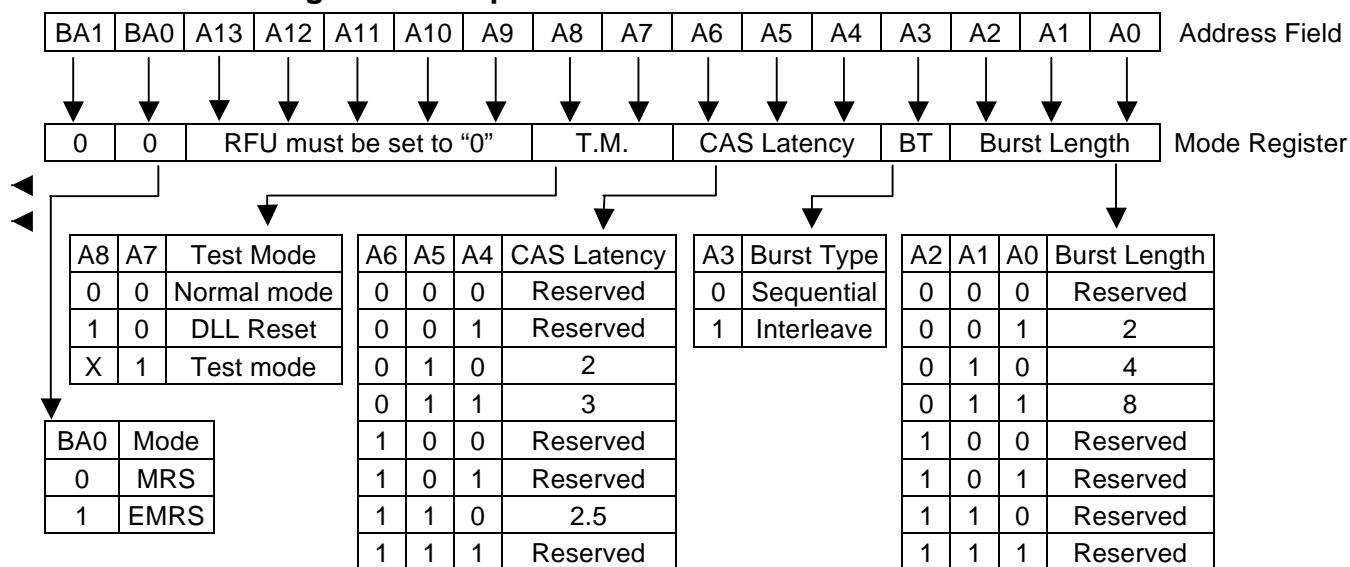 BA1 BA0 A13 A12 A11 A10 A9 A8 A7 A6 A5 A4 A3 A2 A1 A0 Address Field
0 0 RFU must be set to “0” T.M. CAS Latency BT Burst Length Mode Register
A8 A7 Test Mode
0 0 Normal mode
1 0 DLL Reset
X 1 Test mode
BA0 Mode
0 MRS
1 EMRS
A6 A5 A4 CAS Latency
0 0 0 Reserved
0 0 1 Reserved
0 1 0 2
0 1 1 3
1 0 0 Reserved
1 0 1 Reserved
1 1 0 2.5
1 1 1 Reserved
A3 Burst Type
0 Sequential
1 Interleave
A2 A1 A0 Burst Length
0 0 0 Reserved
0 0 1 2
0 1 0 4
0 1 1 8
1 0 0 Reserved
1 0 1 Reserved
1 1 0 Reserved
1 1 1 Reserved